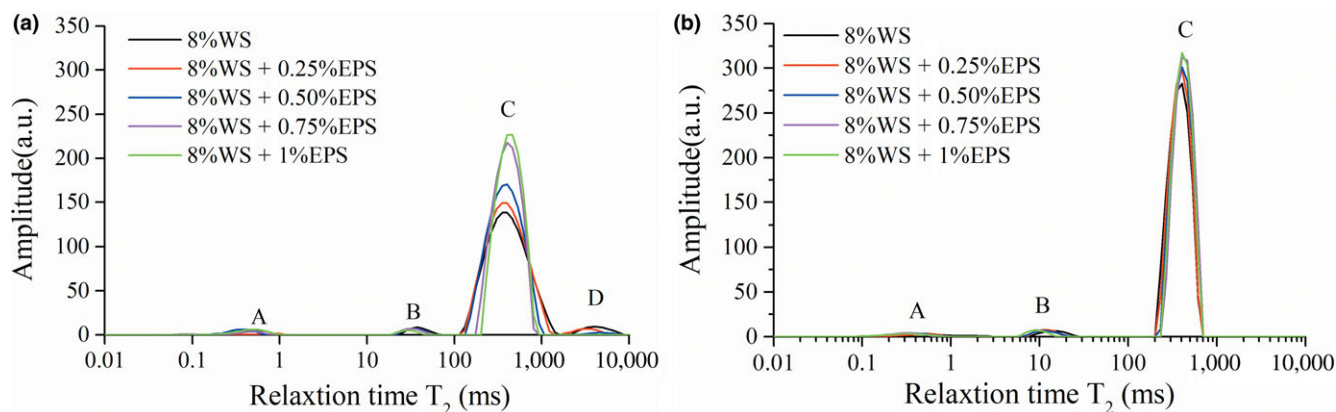 (a)
350
300
250
200
150
100
50
0
Amplitude(a.u.)
8%WS
8%WS + 0.25%EPS
8%WS + 0.50%EPS
8%WS + 0.75%EPS
8%WS + 1%EPS
A
B
C
D
0.01
0.1
1
10
100
1,000
10,000
Relaxtion time T2 (ms)
(b)
350
300
250
200
150
100
50
0
Amplitude(a.u.)
8%WS
8%WS + 0.25%EPS
8%WS + 0.50%EPS
8%WS + 0.75%EPS
8%WS + 1%EPS
A
B
C
0.01
0.1
1
10
100
1,000
10,000
Relaxtion time T2 (ms)